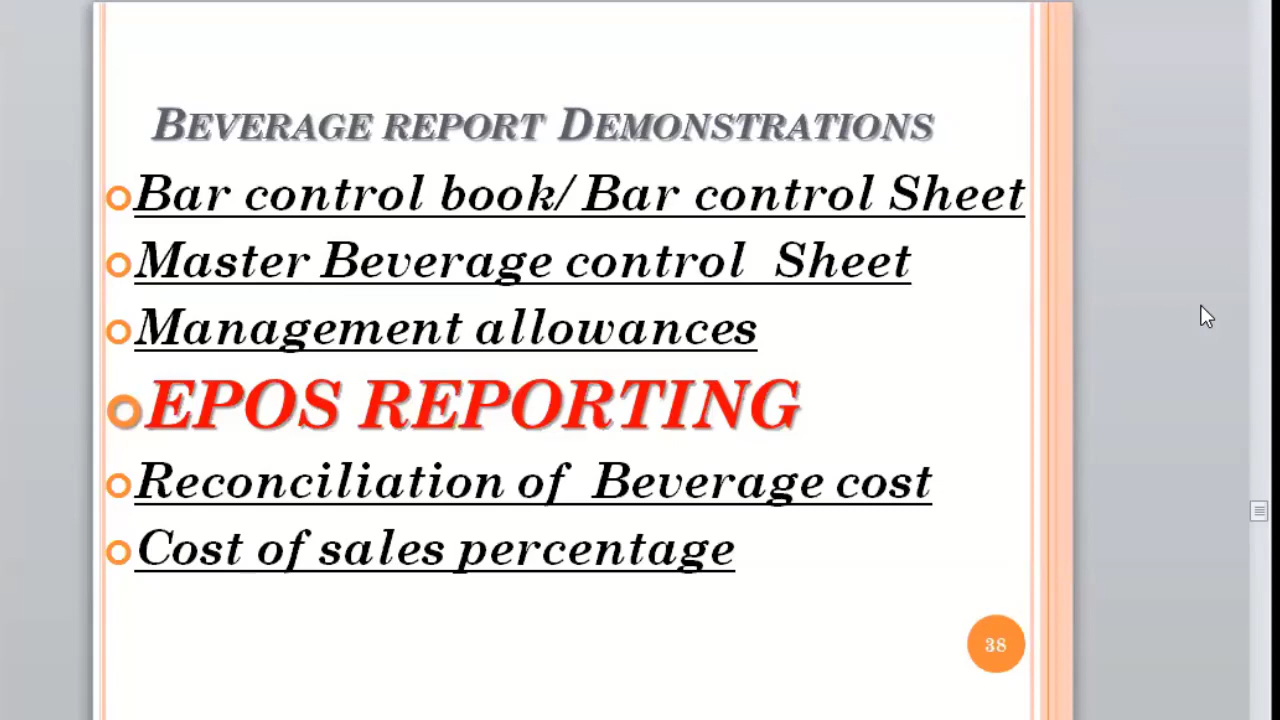 BEVERAGE REPORT DEMONSTRATIONS
Bar control book/ Bar control Sheet
Master Beverage control Sheet
Management allowances
EPOS REPORTING
Reconciliation of Beverage cost
Cost of sales percentage
38